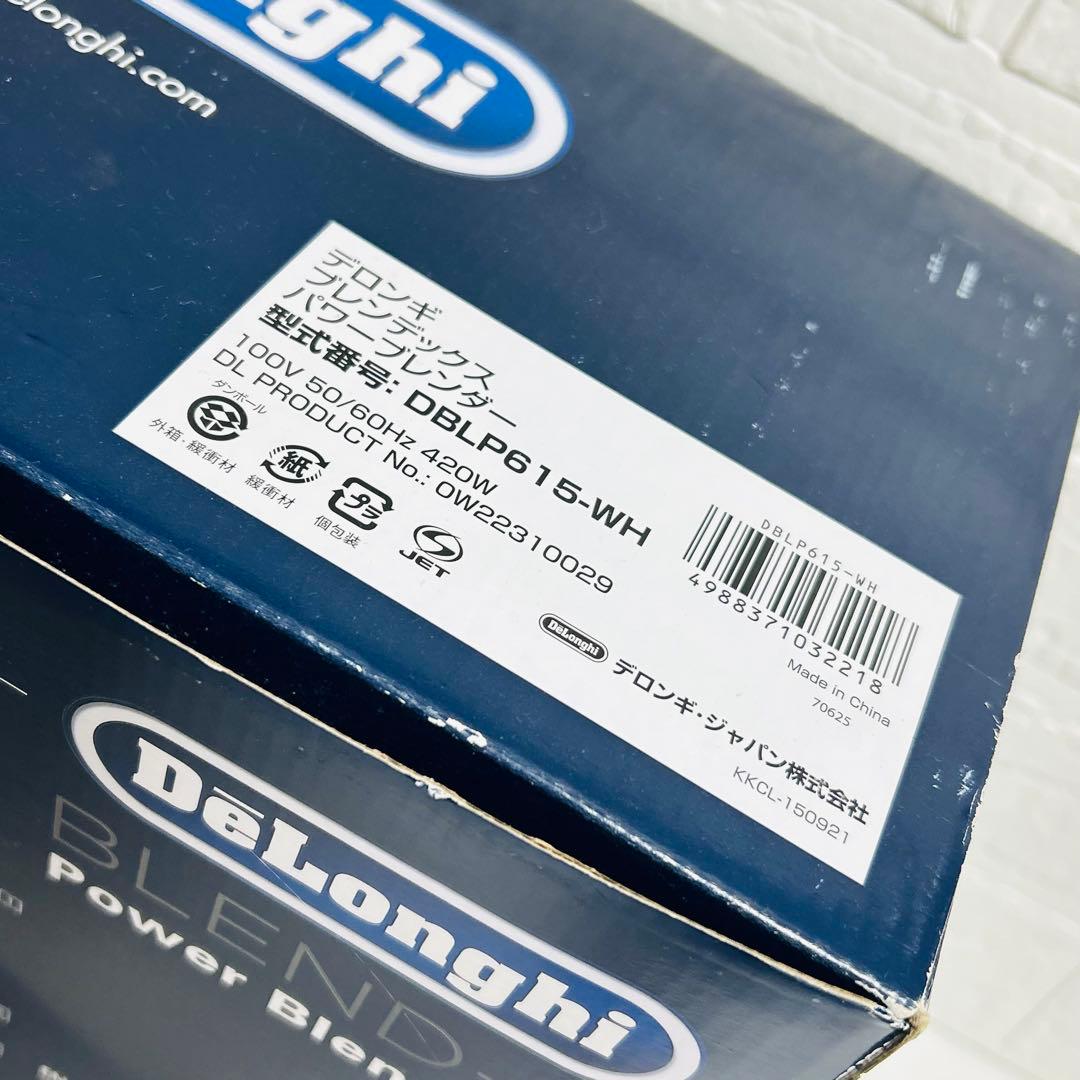 elonghi.com
デロンギ
ブレンデックス
パワーブレンダー
型式番号: DBLP615-WH
100V 50/60Hz 420W
DL PRODUCT No.: 0W22310029
ダンボール
外箱・緩衝材
紙
緩衝材
プラ
個包装
JET
DBLP615-WH
4988371032218
Made in China
70625
DēLonghi
デロンギ・ジャパン株式会社
KKCL-150921
DēLonghi
BLEND
Power Blen